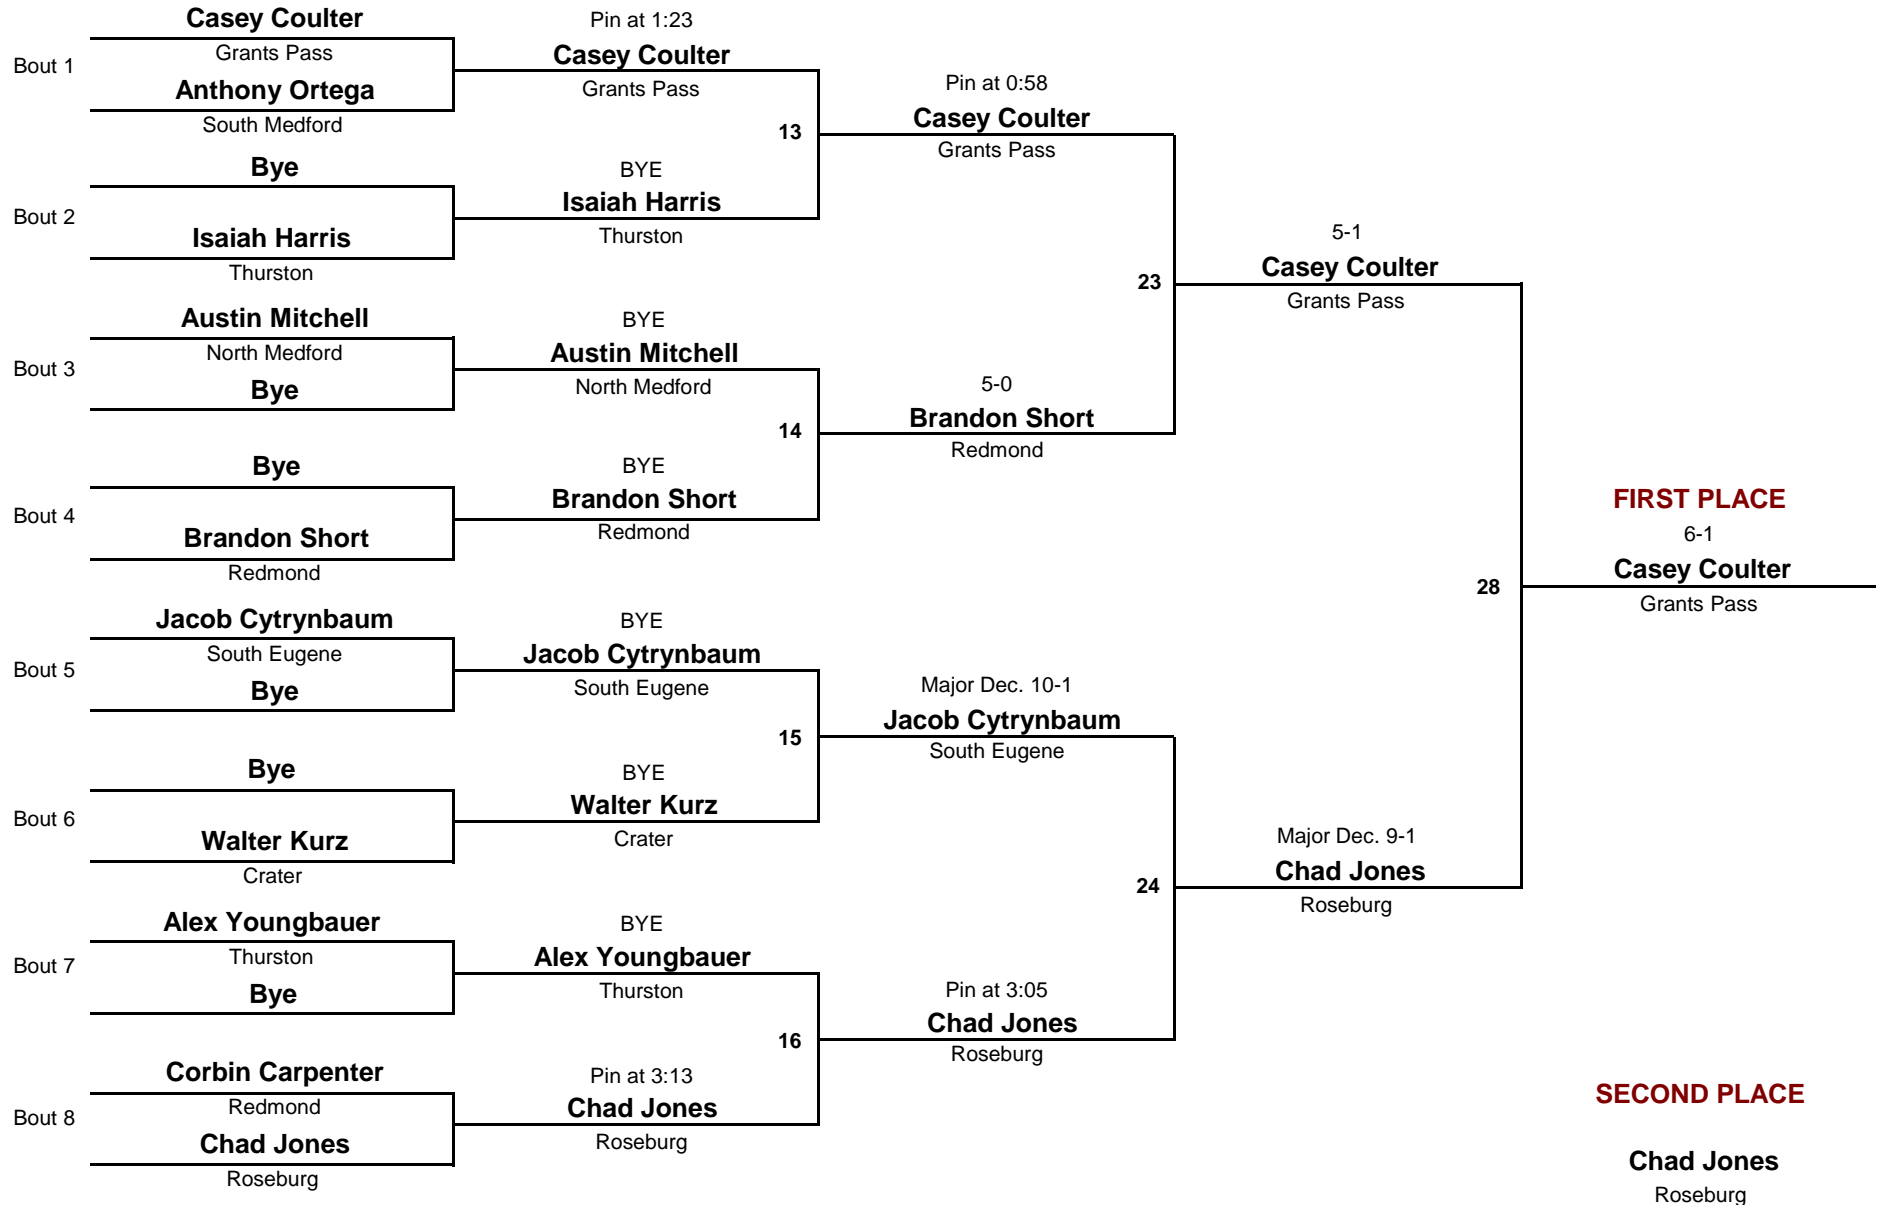 Casey Coulter
Bout 1
Grants Pass
Anthony Ortega
South Medford
Bye
Bout 2
Isaiah Harris
Thurston
Austin Mitchell
Bout 3
North Medford
Bye
Bye
Bout 4
Brandon Short
Redmond
Jacob Cytrynbaum
Bout 5
South Eugene
Bye
Bye
Bout 6
Walter Kurz
Crater
Alex Youngbauer
Bout 7
Thurston
Bye
Corbin Carpenter
Bout 8
Redmond
Chad Jones
Roseburg
Pin at 1:23
Casey Coulter
Grants Pass
13
BYE
Isaiah Harris
Thurston
BYE
Austin Mitchell
North Medford
14
BYE
Brandon Short
Redmond
BYE
Jacob Cytrynbaum
South Eugene
15
BYE
Walter Kurz
Crater
BYE
Alex Youngbauer
Thurston
16
Pin at 3:13
Chad Jones
Roseburg
Pin at 0:58
Casey Coulter
Grants Pass
23
5-0
Brandon Short
Redmond
Major Dec. 10-1
Jacob Cytrynbaum
South Eugene
24
Pin at 3:05
Chad Jones
Roseburg
5-1
Casey Coulter
Grants Pass
28
Major Dec. 9-1
Chad Jones
Roseburg
FIRST PLACE
6-1
Casey Coulter
Grants Pass
SECOND PLACE
Chad Jones
Roseburg